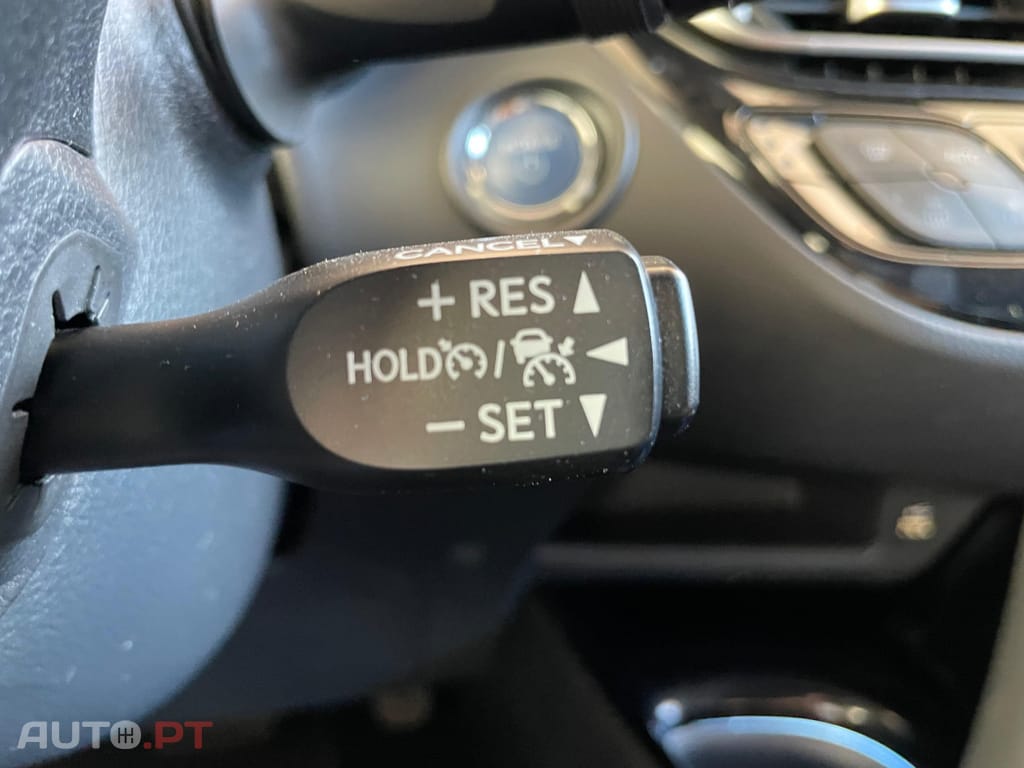 CANCEL▼
+ RES ▲
HOLD / ◀
− SET ▼
AUTO.PT